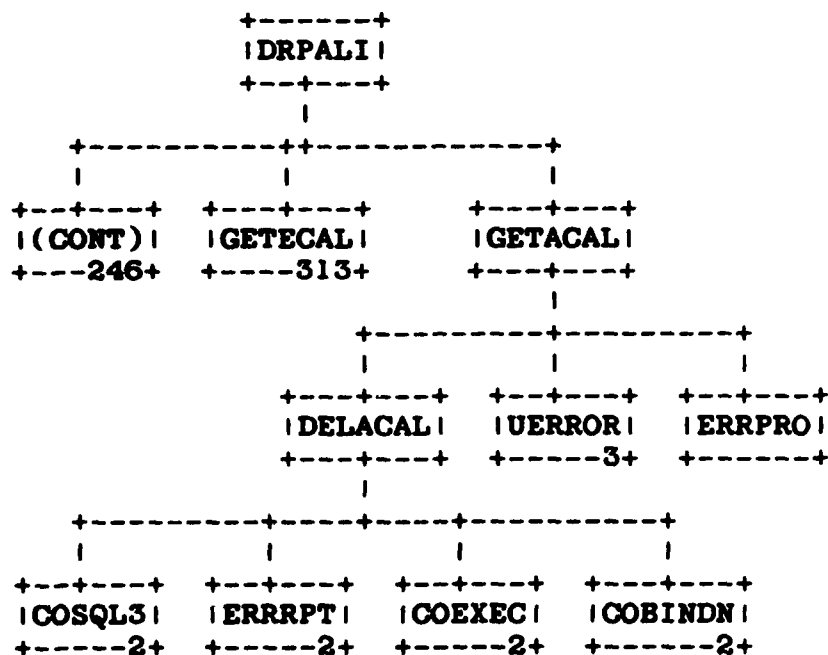 DRPALI
(CONT) GETECAL GETACAL
246 313
DELACAL UERROR ERRPRO
3
COSQL3 ERRRPT COEXEC COBINDN
2 2 2 2